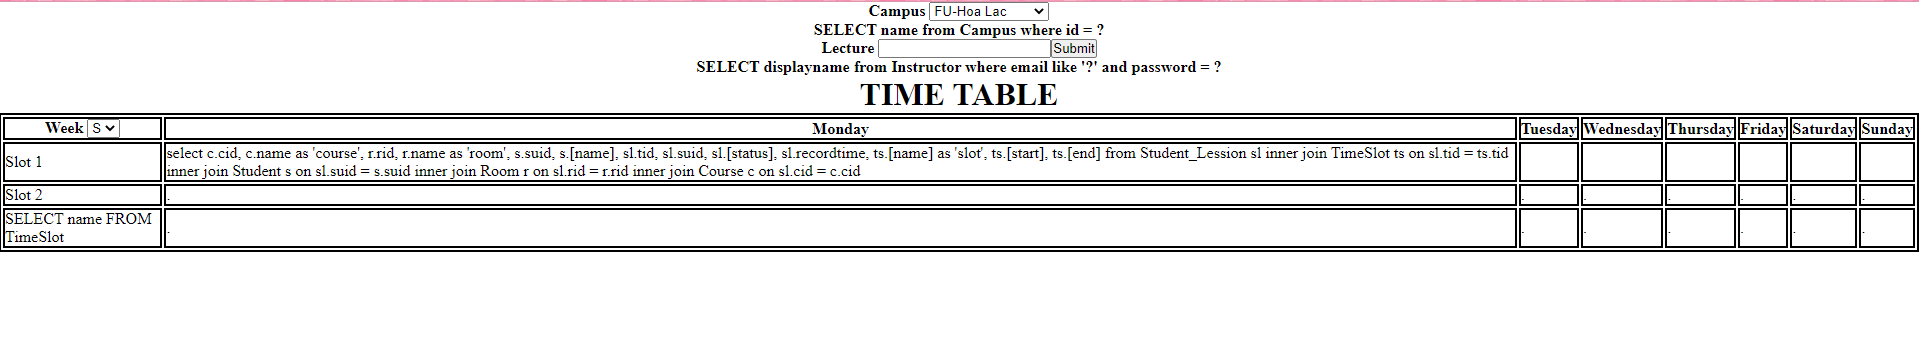 Campus FU-Hoa Lac
SELECT name from Campus where id = ?
Lecture Submit
SELECT displayname from Instructor where email like '?' and password = ?
TIME TABLE
Week S Monday Tuesday Wednesday Thursday Friday Saturday Sunday
Slot 1
select c.cid, c.name as 'course', r.rid, r.name as 'room', s.suid, s.[name], sl.tid, sl.suid, sl.[status], sl.recordtime, ts.[name] as 'slot', ts.[start], ts.[end] from Student_Lession sl inner join TimeSlot ts on sl.tid = ts.tid
inner join Student s on sl.suid = s.suid inner join Room r on sl.rid = r.rid inner join Course c on sl.cid = c.cid
Slot 2 . . . . . . .
SELECT name FROM
TimeSlot
. . . . . . .